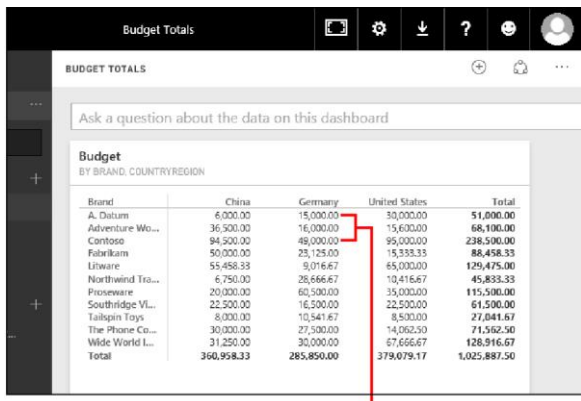 Budget Totals
BUDGET TOTALS
Ask a question about the data on this dashboard
Budget
BY BRAND, COUNTRYREGION
Brand China Germany United States Total
A. Datum 6,000.00 15,000.00 30,000.00 51,000.00
Adventure Wo... 36,500.00 16,000.00 15,600.00 68,100.00
Contoso 94,500.00 49,000.00 95,000.00 238,500.00
Fabrikam 50,000.00 23,125.00 15,333.33 88,458.33
Litware 55,458.33 9,016.67 65,000.00 129,475.00
Northwind Tra... 6,750.00 28,666.67 10,416.67 45,833.33
Proseware 20,000.00 60,500.00 35,000.00 115,500.00
Southridge Vi... 22,500.00 16,500.00 22,500.00 61,500.00
Tailspin Toys 8,000.00 10,541.67 8,500.00 27,041.67
The Phone Co... 30,000.00 27,500.00 14,062.50 71,562.50
Wide World I... 31,250.00 30,000.00 67,666.67 128,916.67
Total 360,958.33 285,850.00 379,079.17 1,025,887.50